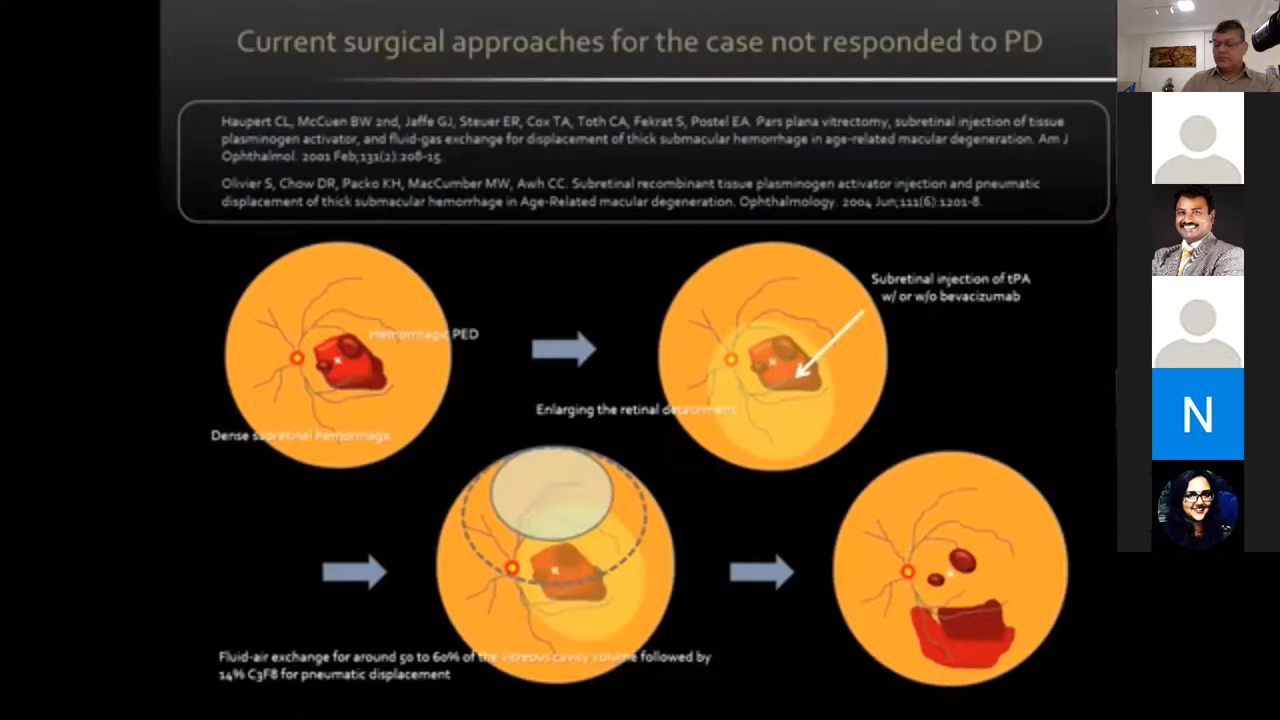 Current surgical approaches for the case not responded to PD
Haupert CL, McCuen BW 2nd, Jaffe GJ, Steuer ER, Cox TA, Toth CA, Fekrat S, Postel EA. Pars plana vitrectomy, subretinal injection of tissue
plasminogen activator, and fluid-gas exchange for displacement of thick submacular hemorrhage in age-related macular degeneration. Am J
Ophthalmol. 2001 Feb;131(2):208-15.
Olivier S, Chow DR, Packo KH, MacCumber MW, Awh CC. Subretinal recombinant tissue plasminogen activator injection and pneumatic
displacement of thick submacular hemorrhage in Age-Related macular degeneration. Ophthalmology. 2004 Jun;111(6):1201-8.
Hemorrhagic PED
Dense subretinal hemorrhage
Subretinal injection of tPA
w/ or w/o bevacizumab
Enlarging the retinal detachment
Fluid-air exchange for around 50 to 60% of the vitreous cavity volume followed by
14% C3F8 for pneumatic displacement
N